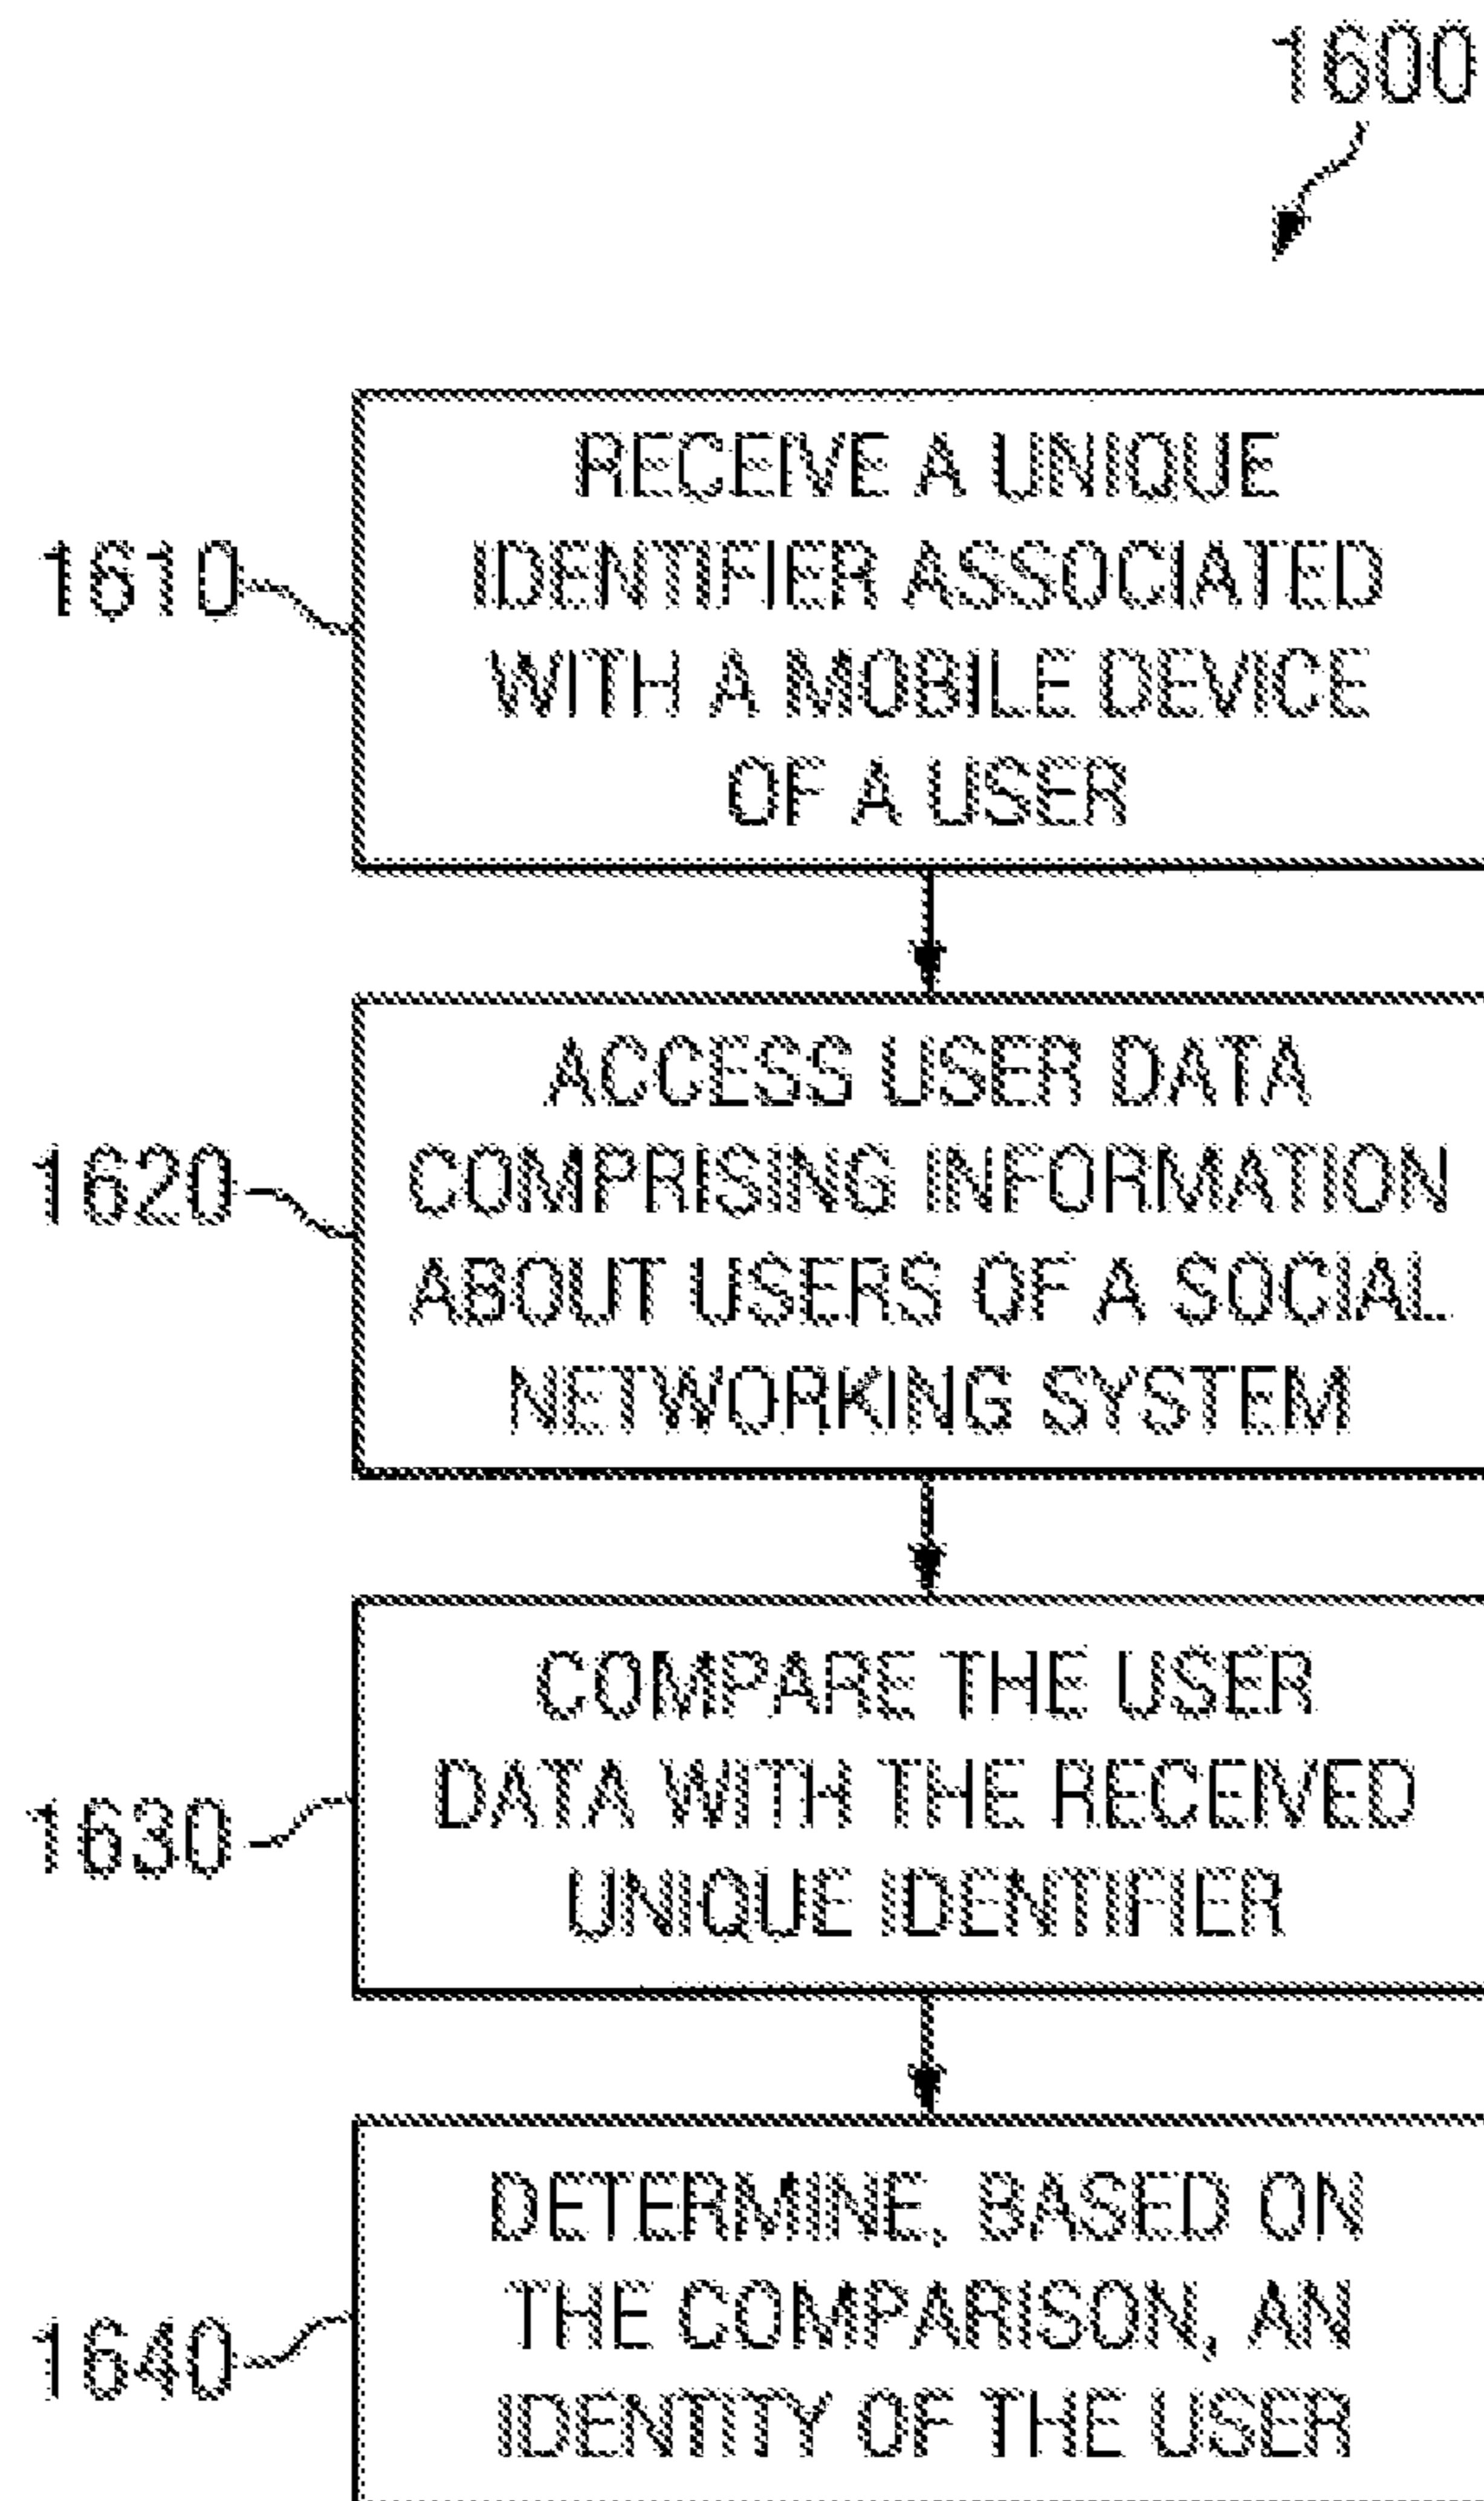 1600
1610
RECEIVE A UNIQUE
IDENTIFIER ASSOCIATED
WITH A MOBILE DEVICE
OF A USER
1620
ACCESS USER DATA
COMPRISING INFORMATION
ABOUT USERS OF A SOCIAL
NETWORKING SYSTEM
1630
COMPARE THE USER
DATA WITH THE RECEIVED
UNIQUE IDENTIFIER
1640
DETERMINE, BASED ON
THE COMPARISON, AN
IDENTITY OF THE USER